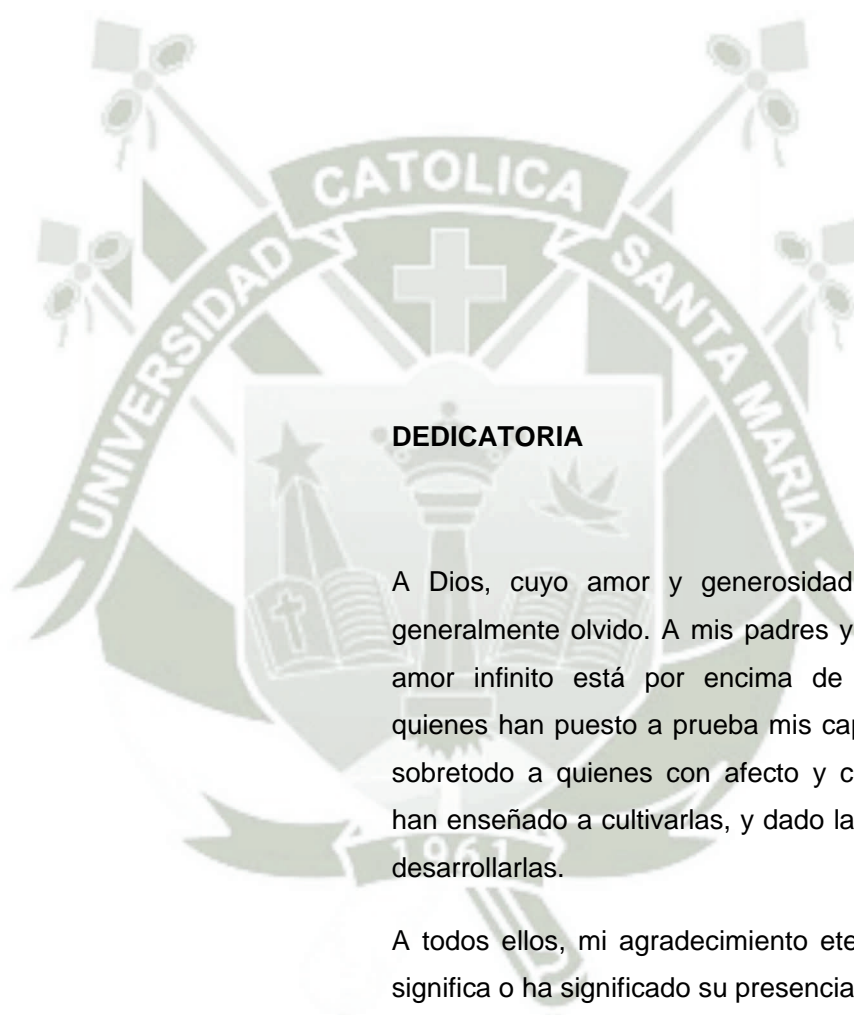 UNIVERSIDAD CATOLICA SANTA MARIA
DEDICATORIA
A Dios, cuyo amor y generosidad
generalmente olvido. A mis padres y
amor infinito está por encima de
quienes han puesto a prueba mis
sobretodo a quienes con afecto y
han enseñado a cultivarlas, y dado la
desarrollarlas.
1961
A todos ellos, mi agradecimiento
significa o ha significado su presencia